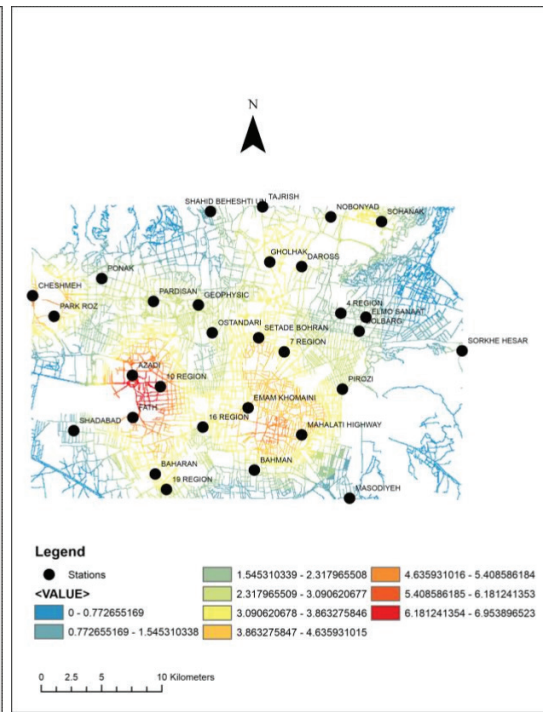 N
SHAHID BEHESHTI UN
TAJRISH
NOBONYAD
SOHANAK
GHOLHAK
DAROSS
PONAK
CHESHMEH
PARDISAN
GEOPHYSIC
PARK ROZ
4 REGION
ELMO SANAAT
GOLBARG
OSTANDARI
SETADE BOHRAN
7 REGION
SORKHE HESAR
AZADI
10 REGION
PIROZI
EMAM KHOMAINI
FATH
SHADABAD
16 REGION
MAHALATI HIGHWAY
BAHARAN
BAHMAN
19 REGION
MASODIYEH
Legend
Stations
<VALUE>
0 - 0.772655169
0.772655169 - 1.545310338
1.545310339 - 2.317965508
2.317965509 - 3.090620677
3.090620678 - 3.863275846
3.863275847 - 4.635931015
4.635931016 - 5.408586184
5.408586185 - 6.181241353
6.181241354 - 6.953896523
0 2.5 5 10 Kilometers